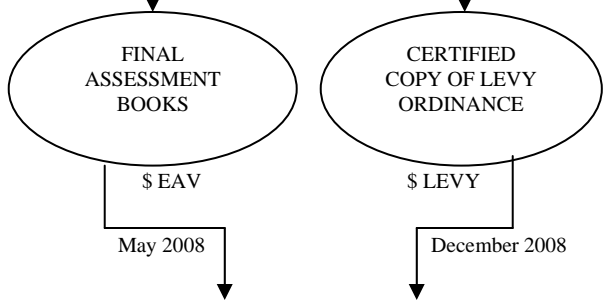 FINAL
ASSESSMENT
BOOKS
CERTIFIED
COPY OF LEVY
ORDINANCE
$ EAV
$ LEVY
May 2008
December 2008